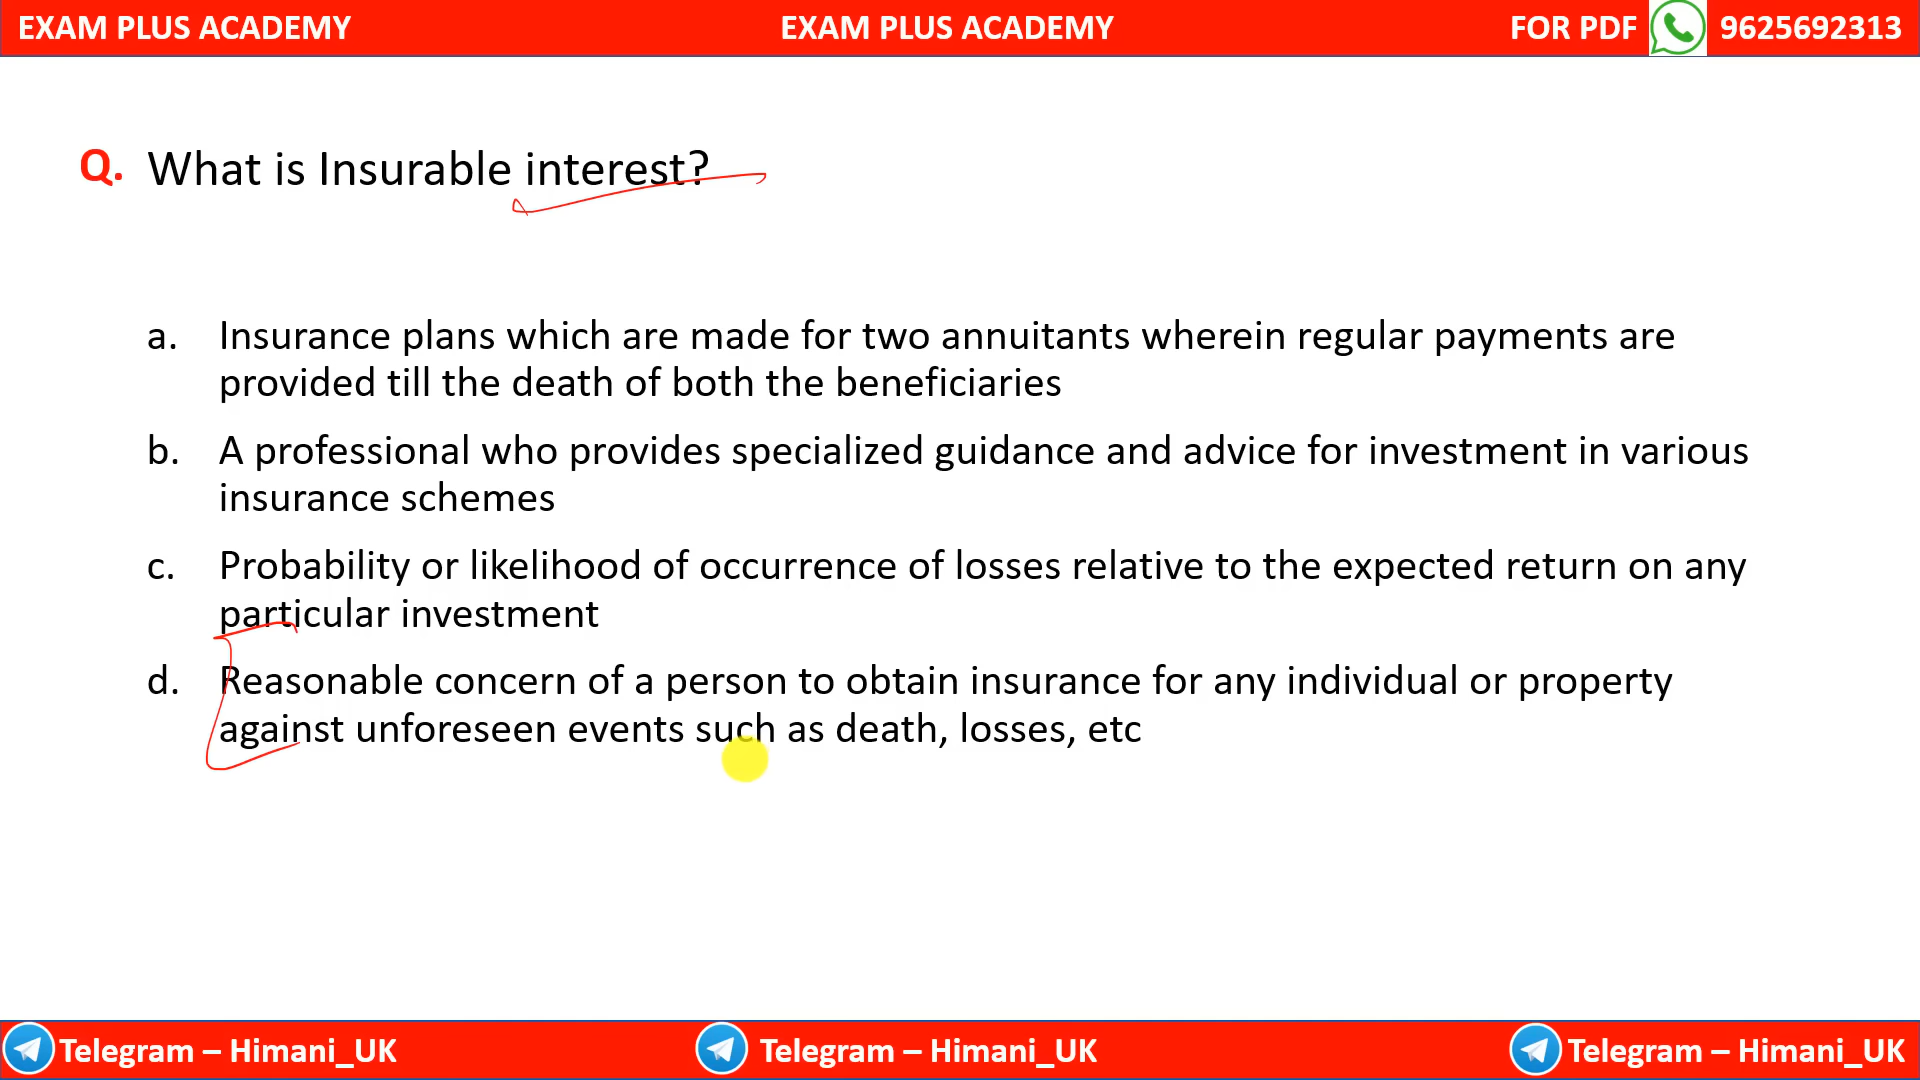 EXAM PLUS ACADEMY EXAM PLUS ACADEMY FOR PDF 9625692313
Q. What is Insurable interest?
a. Insurance plans which are made for two annuitants wherein regular payments are
provided till the death of both the beneficiaries
b. A professional who provides specialized guidance and advice for investment in various
insurance schemes
c. Probability or likelihood of occurrence of losses relative to the expected return on any
particular investment
d. Reasonable concern of a person to obtain insurance for any individual or property
against unforeseen events such as death, losses, etc
Telegram – Himani_UK Telegram – Himani_UK Telegram – Himani_UK